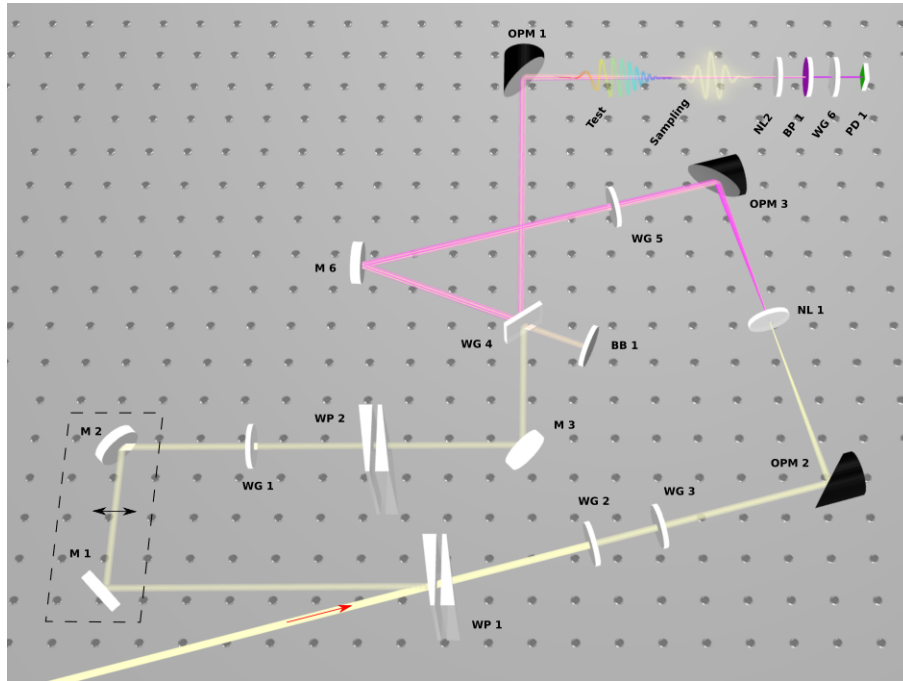 OPM 1
Test
Sampling
NL2
BP 1
WG 6
PD 1
OPM 3
WG 5
M 6
NL 1
WG 4
BB 1
WP 2
M 2
M 3
WG 1
OPM 2
WG 3
WG 2
M 1
WP 1